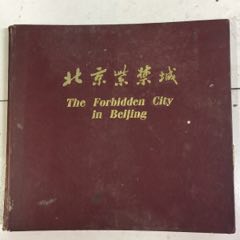 北京紫禁城
The Forbidden City
in Beijing